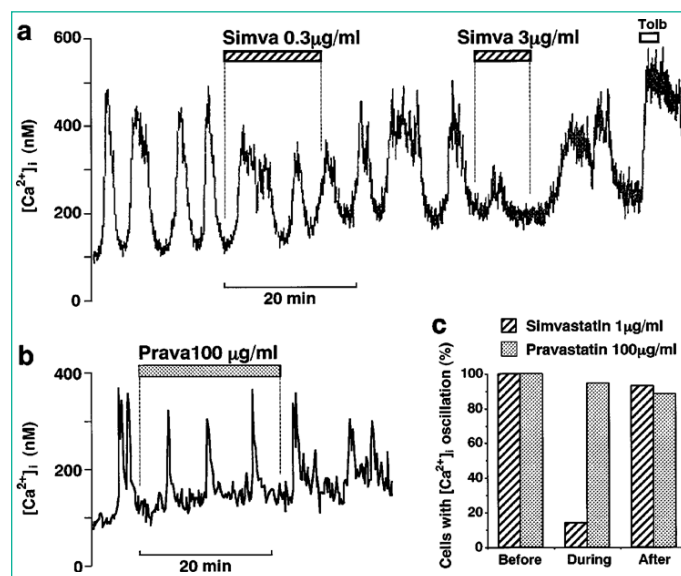 a
Simva 0.3µg/ml
Simva 3µg/ml
Tolb
600
400
200
0
[Ca²⁺]ᵢ (nM)
20 min
b
Prava100 µg/ml
400
200
0
[Ca²⁺]ᵢ (nM)
20 min
c
Simvastatin 1µg/ml
Pravastatin 100µg/ml
Cells with [Ca²⁺]ᵢ oscillation (%)
100
80
60
40
20
0
Before During After